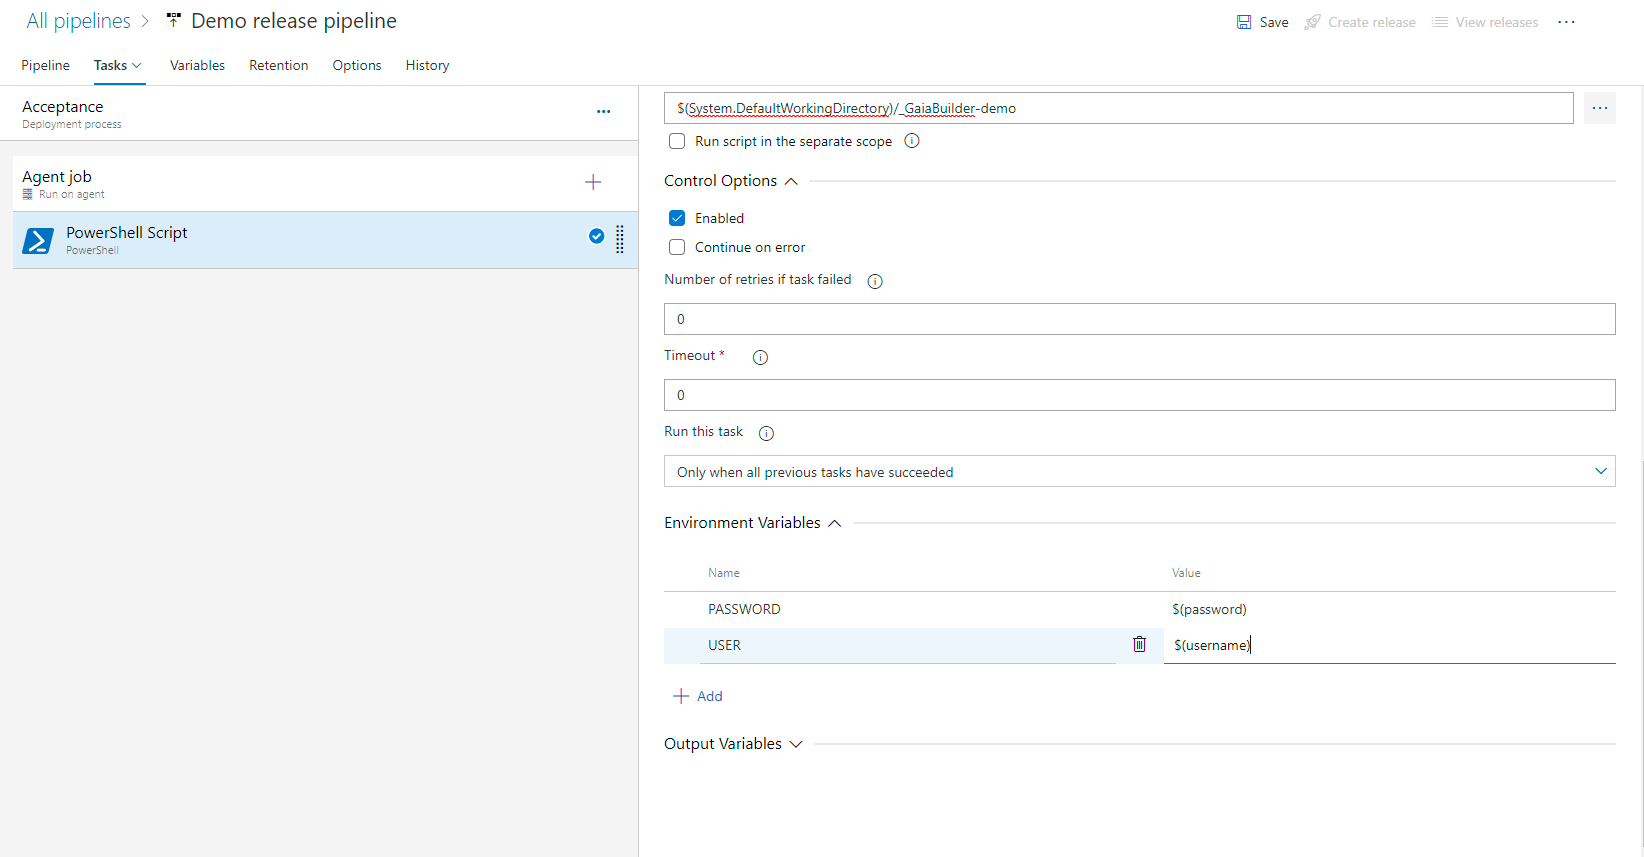 All pipelines > Demo release pipeline
Save Create release View releases ...
Pipeline Tasks Variables Retention Options History
Acceptance
Deployment process
...
Agent job
Run on agent
PowerShell Script
PowerShell
$(System.DefaultWorkingDirectory)/_GaiaBuilder-demo
...
Run script in the separate scope
Control Options
Enabled
Continue on error
Number of retries if task failed
0
Timeout *
0
Run this task
Only when all previous tasks have succeeded
Environment Variables
Name Value
PASSWORD $(password)
USER $(username)
+ Add
Output Variables